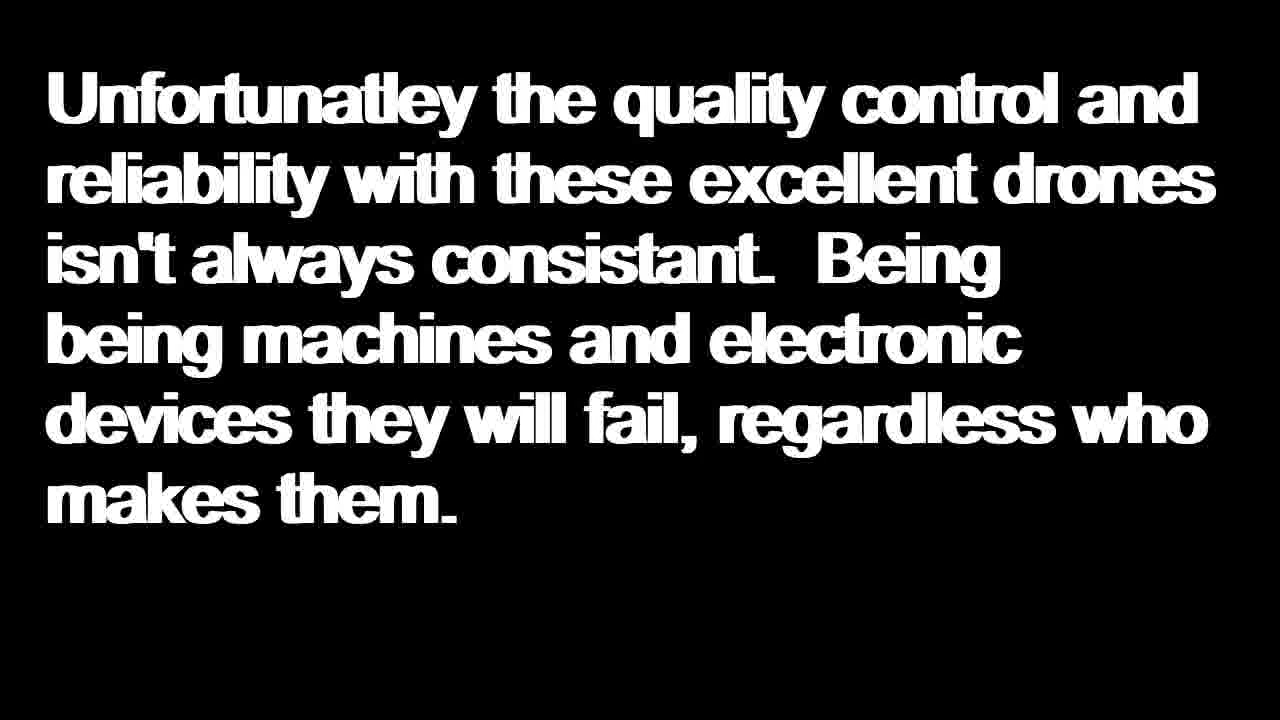 Unfortunatley the quality control and
reliability with these excellent drones
isn't always consistant.  Being
being machines and electronic
devices they will fail, regardless who
makes them.